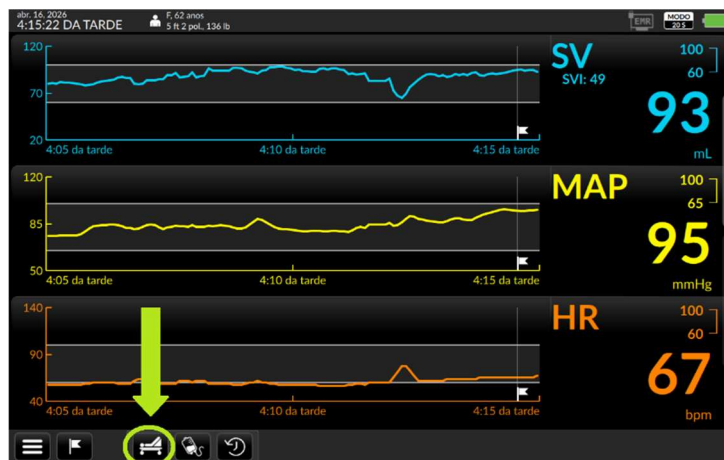 abr. 16, 2026
4:15:22 DA TARDE
F, 62 anos
5 ft 2 pol., 136 lb
EMR
MODO
20 S
120
70
20
4:05 da tarde
4:10 da tarde
4:15 da tarde
SV
SVI: 49
100
60
93
mL
120
85
50
4:05 da tarde
4:10 da tarde
4:15 da tarde
MAP
100
65
95
mmHg
140
90
40
4:05 da tarde
4:10 da tarde
4:15 da tarde
HR
100
60
67
bpm